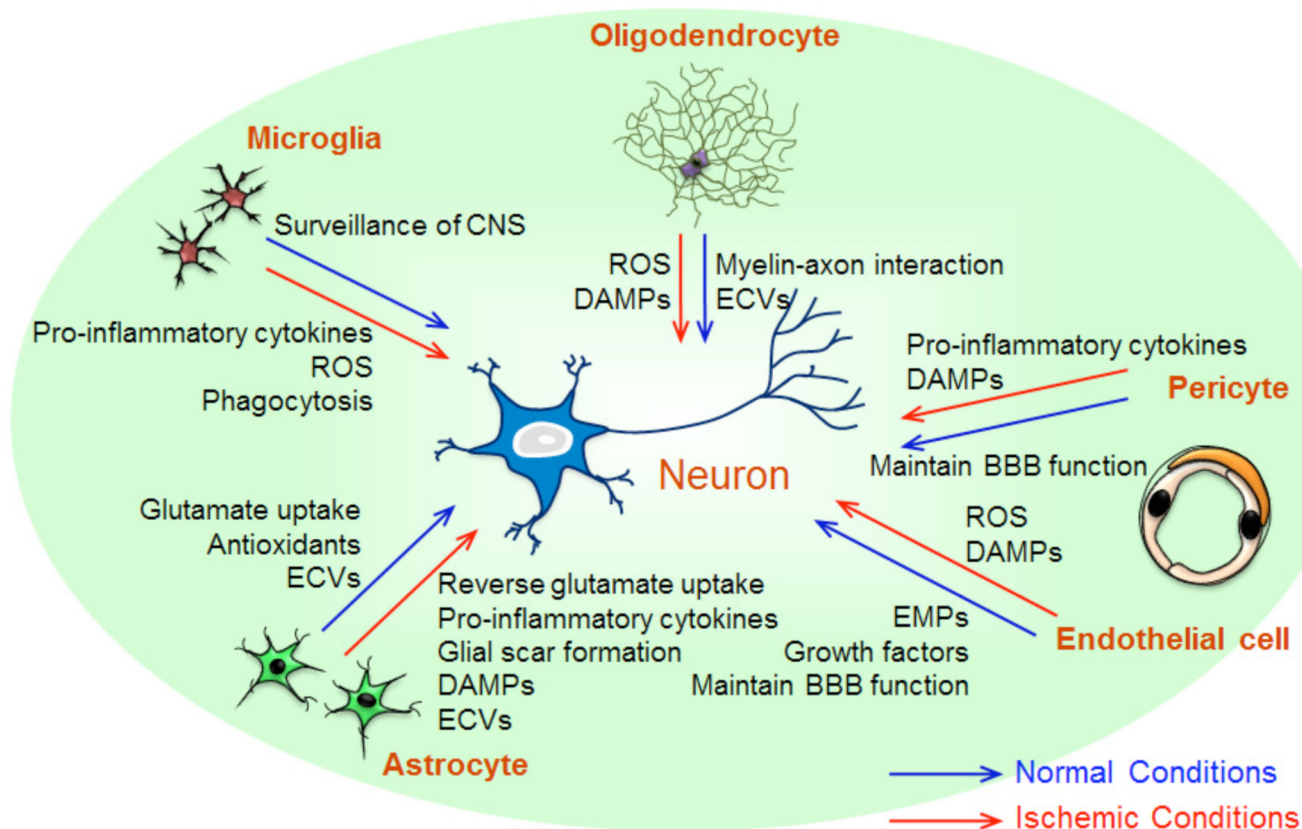 Oligodendrocyte
Microglia
Surveillance of CNS
ROS
DAMPs
Myelin-axon interaction
ECVs
Pro-inflammatory cytokines
ROS
Phagocytosis
Pro-inflammatory cytokines
DAMPs
Pericyte
Maintain BBB function
Neuron
Glutamate uptake
Antioxidants
ECVs
ROS
DAMPs
Reverse glutamate uptake
Pro-inflammatory cytokines
Glial scar formation
DAMPs
ECVs
EMPs
Growth factors
Maintain BBB function
Endothelial cell
Astrocyte
Normal Conditions
Ischemic Conditions